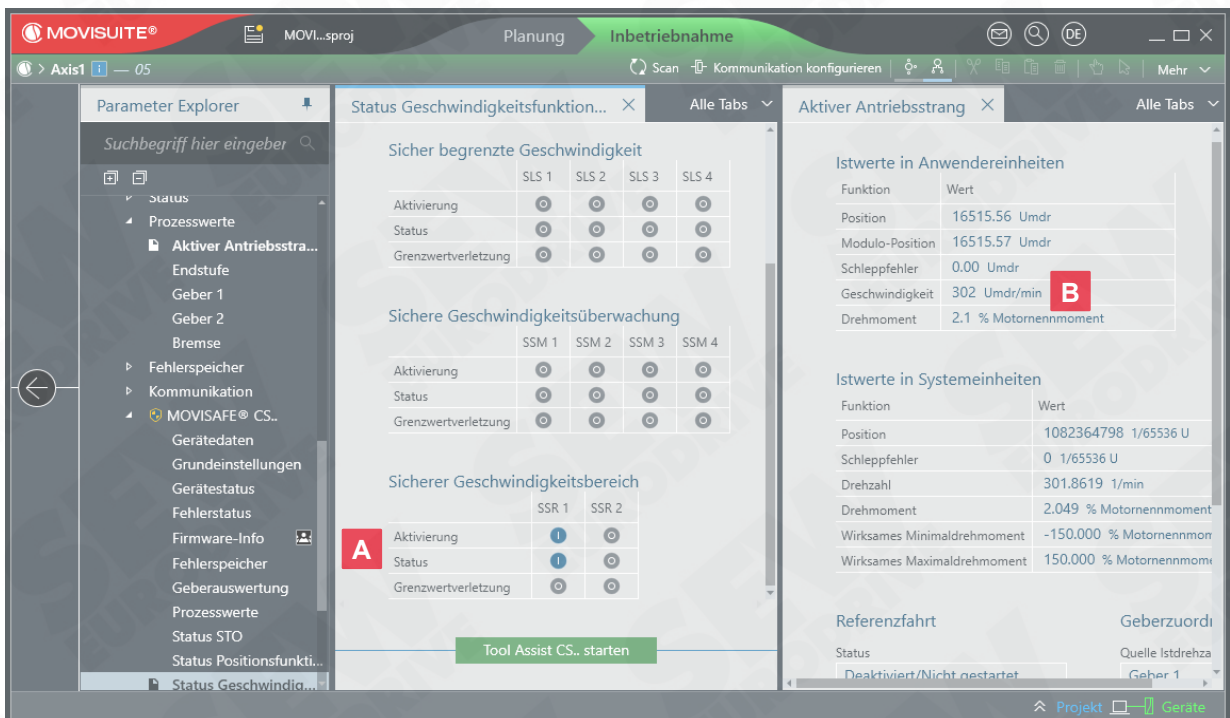 MOVISUITE®
MOVI...sproj
Planung
Inbetriebnahme
DE
> Axis1 i — 05
Scan
Kommunikation konfigurieren
Mehr
Parameter Explorer
Suchbegriff hier eingeber
Status
Prozesswerte
Aktiver Antriebsstra...
Endstufe
Geber 1
Geber 2
Bremse
Fehlerspeicher
Kommunikation
MOVISAFE® CS..
Gerätedaten
Grundeinstellungen
Gerätestatus
Fehlerstatus
Firmware-Info
Fehlerspeicher
Geberauswertung
Prozesswerte
Status STO
Status Positionsfunkti...
Status Geschwindig...
Status Geschwindigkeitsfunktion...
Alle Tabs
Sicher begrenzte Geschwindigkeit
SLS 1 SLS 2 SLS 3 SLS 4
Aktivierung
Status
Grenzwertverletzung
Sichere Geschwindigkeitsüberwachung
SSM 1 SSM 2 SSM 3 SSM 4
Aktivierung
Status
Grenzwertverletzung
Sicherer Geschwindigkeitsbereich
SSR 1 SSR 2
A
Aktivierung
Status
Grenzwertverletzung
Tool Assist CS.. starten
Aktiver Antriebsstrang
Alle Tabs
Istwerte in Anwendereinheiten
Funktion Wert
Position 16515.56 Umdr
Modulo-Position 16515.57 Umdr
Schleppfehler 0.00 Umdr
Geschwindigkeit 302 Umdr/min B
Drehmoment 2.1 % Motornennmoment
Istwerte in Systemeinheiten
Funktion Wert
Position 1082364798 1/65536 U
Schleppfehler 0 1/65536 U
Drehzahl 301.8619 1/min
Drehmoment 2.049 % Motornennmoment
Wirksames Minimaldrehmoment -150.000 % Motornennmom
Wirksames Maximaldrehmoment 150.000 % Motornennmome
Referenzfahrt Geberzuord
Status Quelle Istdrehza
Deaktiviert/Nicht gestartet Geber 1
Projekt Geräte